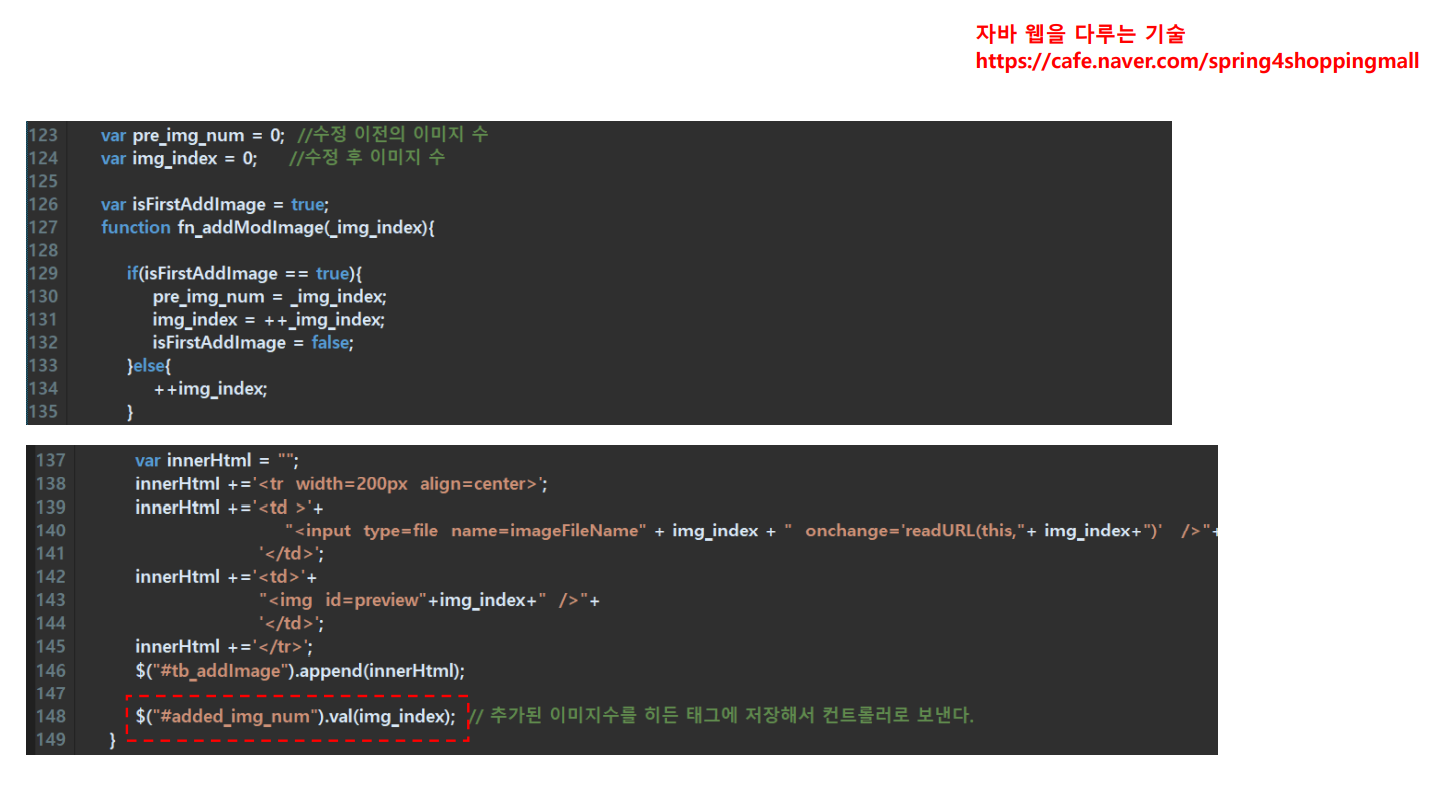 자바 웹을 다루는 기술
https://cafe.naver.com/spring4shoppingmall
123 var pre_img_num = 0; //수정 이전의 이미지 수
124 var img_index = 0; //수정 후 이미지 수
125
126 var isFirstAddImage = true;
127 function fn_addModImage(_img_index){
128
129 if(isFirstAddImage == true){
130 pre_img_num = _img_index;
131 img_index = ++_img_index;
132 isFirstAddImage = false;
133 }else{
134 ++img_index;
135 }
137 var innerHtml = "";
138 innerHtml +='<tr width=200px align=center>';
139 innerHtml +='<td >'+
140 "<input type=file name=imageFileName" + img_index + " onchange='readURL(this,"+ img_index+")' />"+
141 '</td>';
142 innerHtml +='<td>'+
143 "<img id=preview"+img_index+" />"+
144 '</td>';
145 innerHtml +='</tr>';
146 $("#tb_addImage").append(innerHtml);
147
148 $("#added_img_num").val(img_index); // 추가된 이미지수를 히든 태그에 저장해서 컨트롤러로 보낸다.
149 }